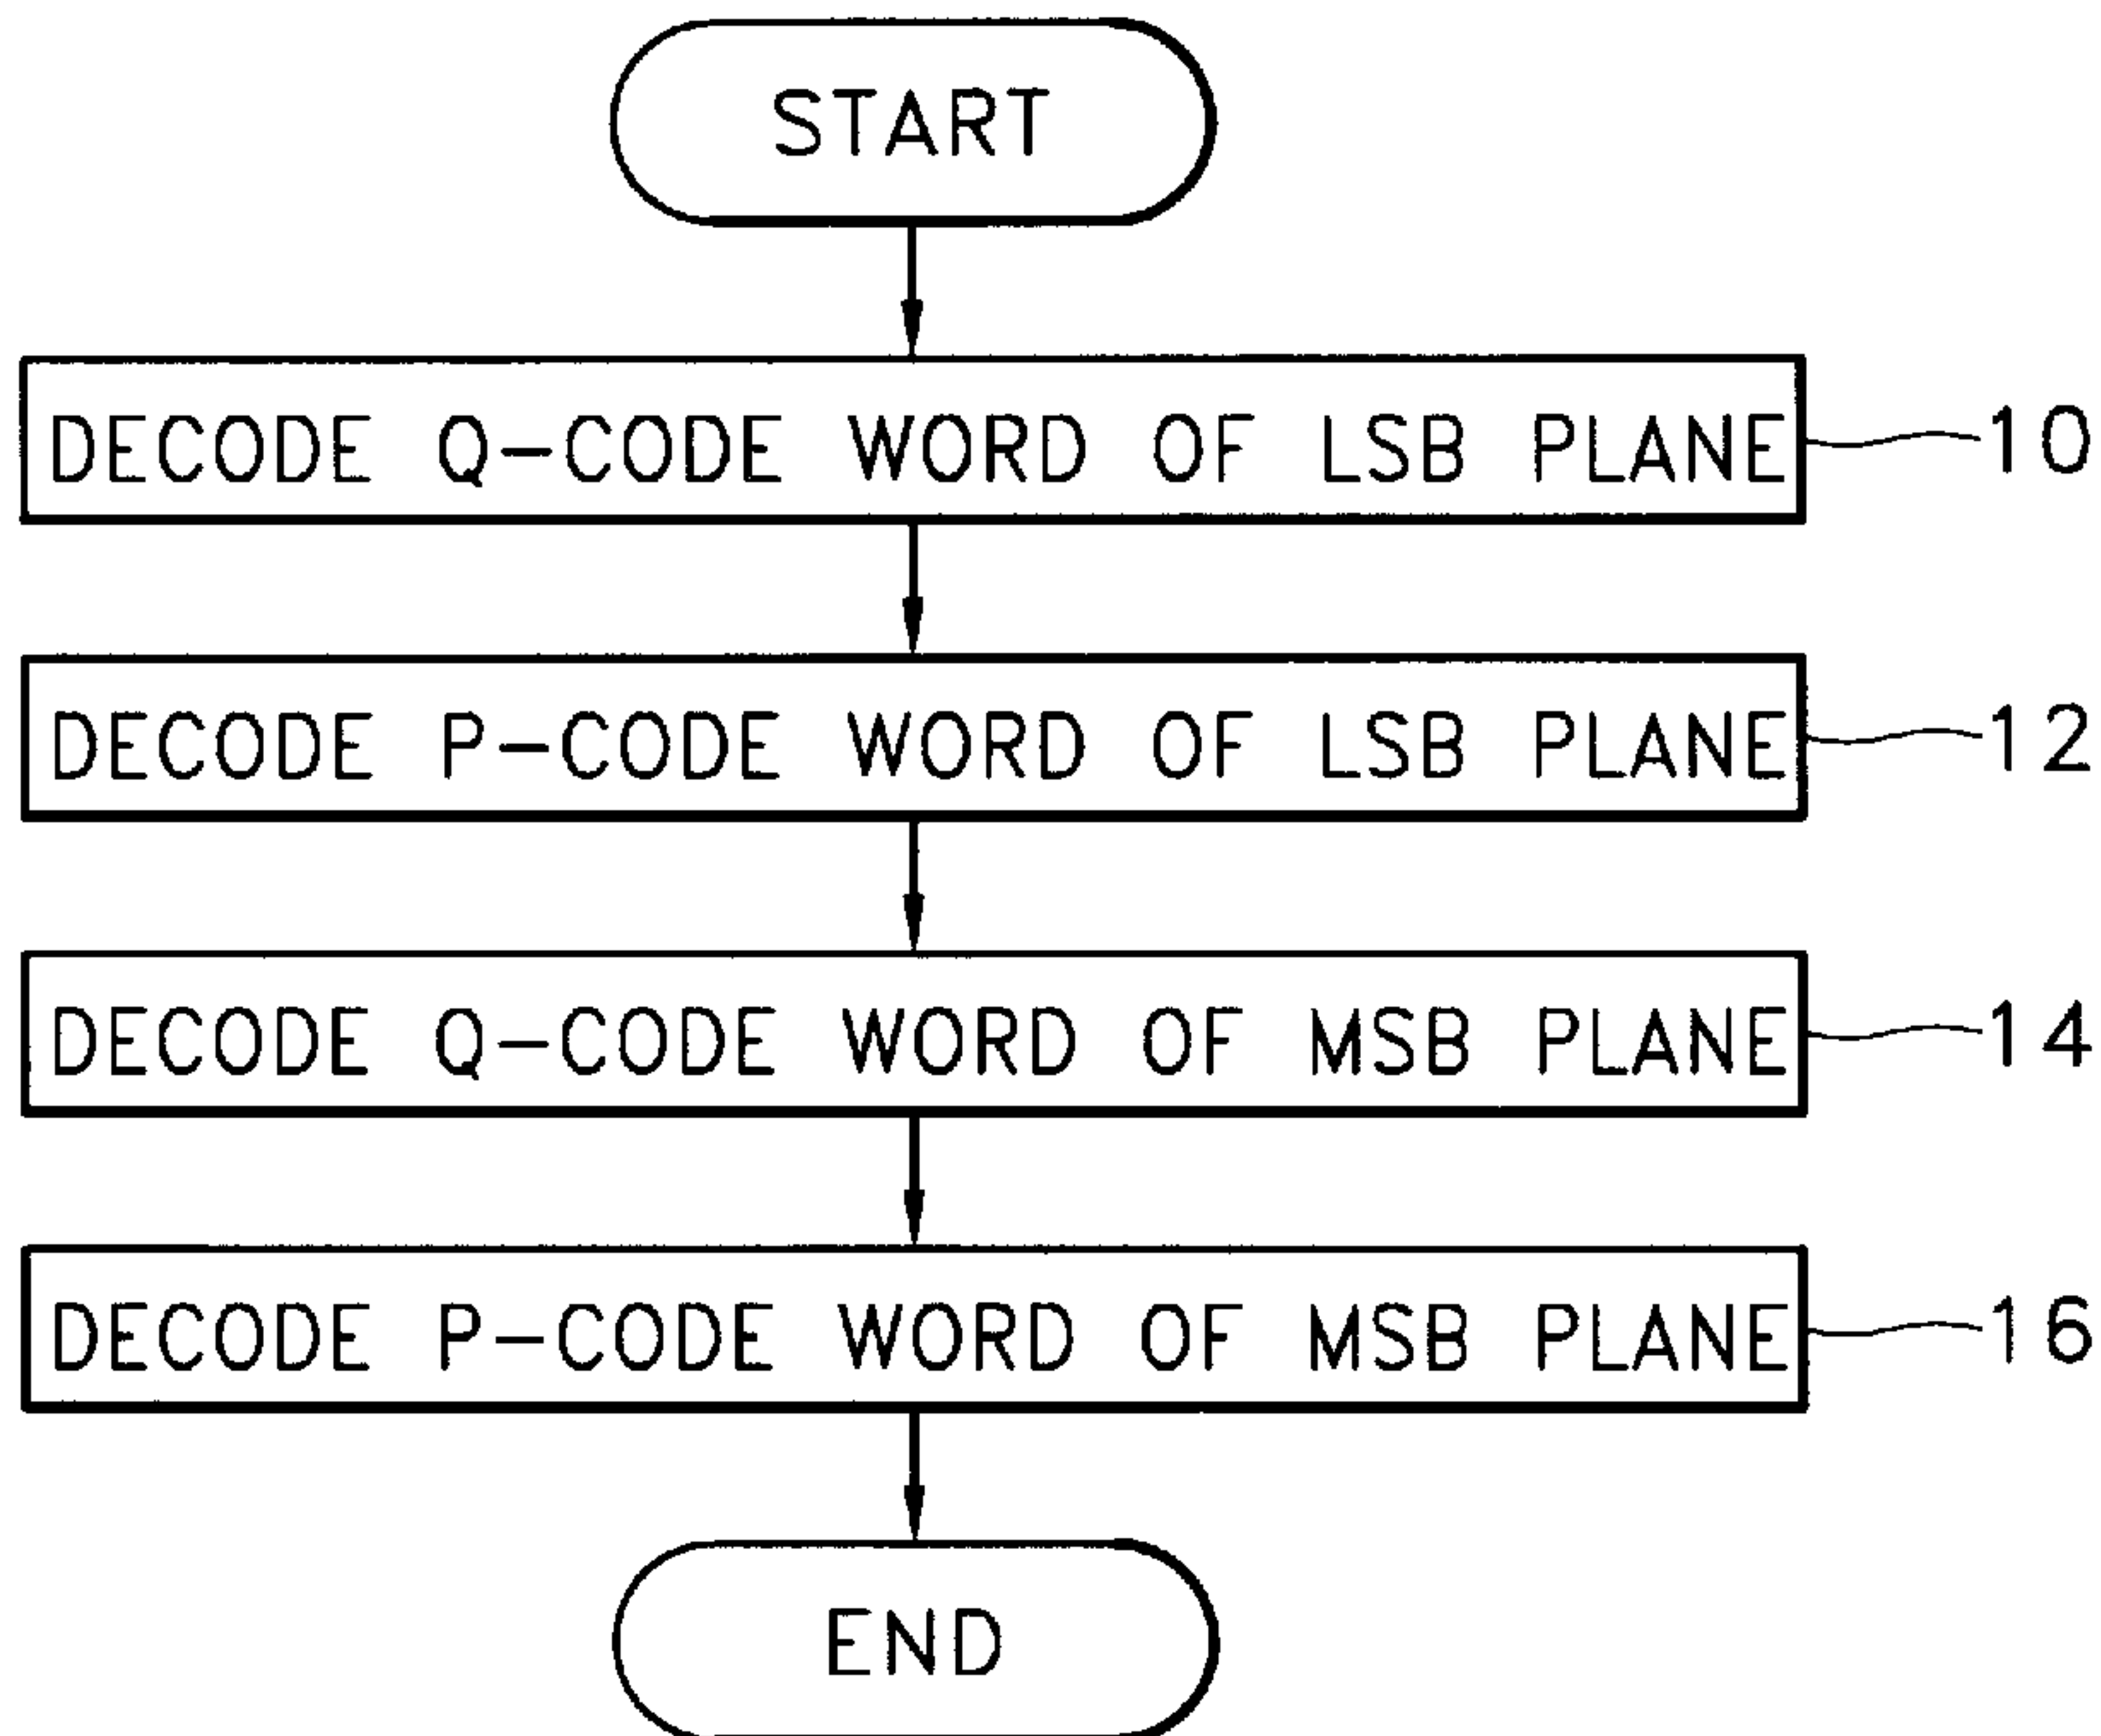 START
DECODE Q-CODE WORD OF LSB PLANE 10
DECODE P-CODE WORD OF LSB PLANE 12
DECODE Q-CODE WORD OF MSB PLANE 14
DECODE P-CODE WORD OF MSB PLANE 16
END